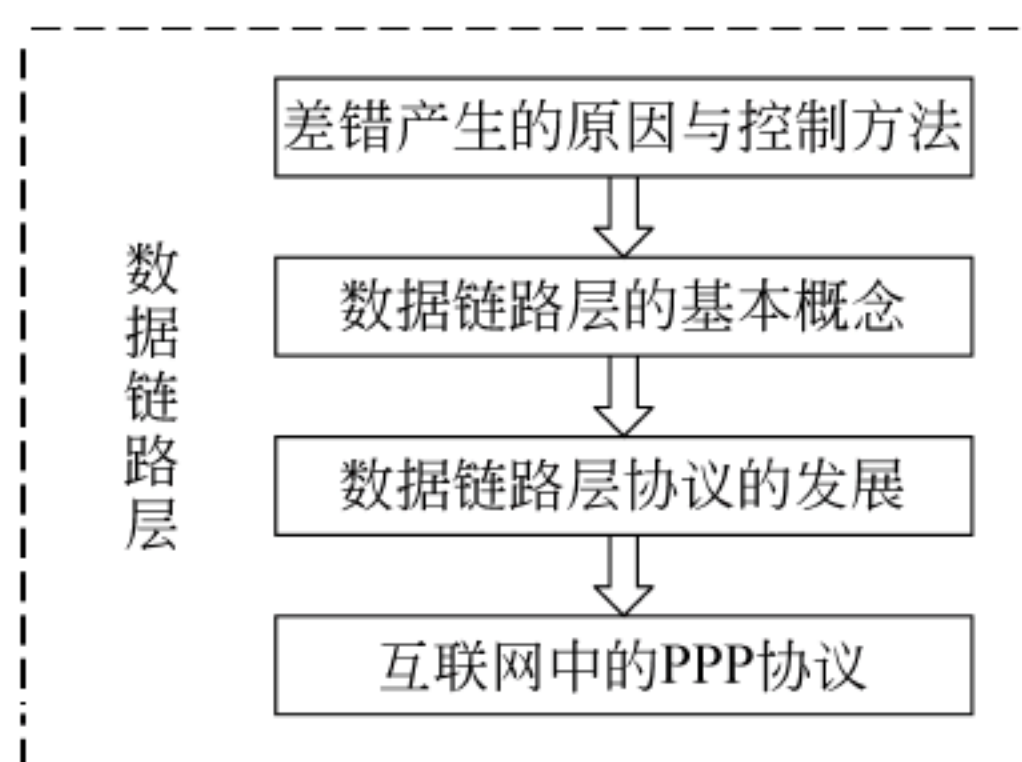 数据链路层
差错产生的原因与控制方法
数据链路层的基本概念
数据链路层协议的发展
互联网中的PPP协议